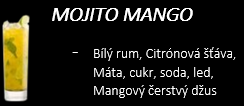 MOJITO MANGO
- Bílý rum, Citrónová šťáva,
Máta, cukr, soda, led,
Mangový čerstvý džus